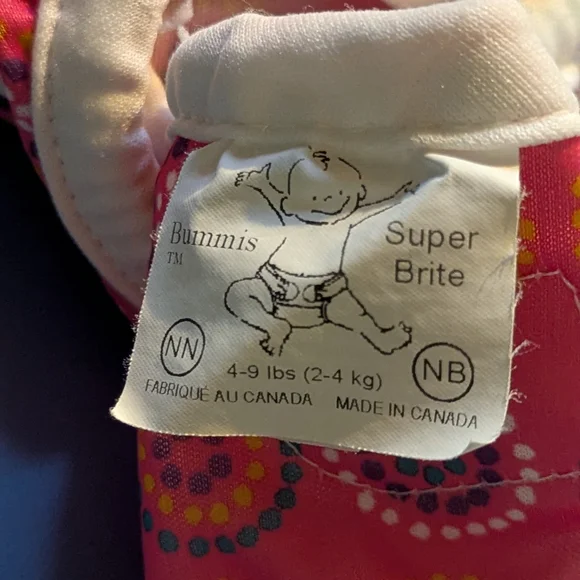 Bummis
TM
Super
Brite
NN
4-9 lbs (2-4 kg)
NB
FABRIQUÉ AU CANADA
MADE IN CANADA